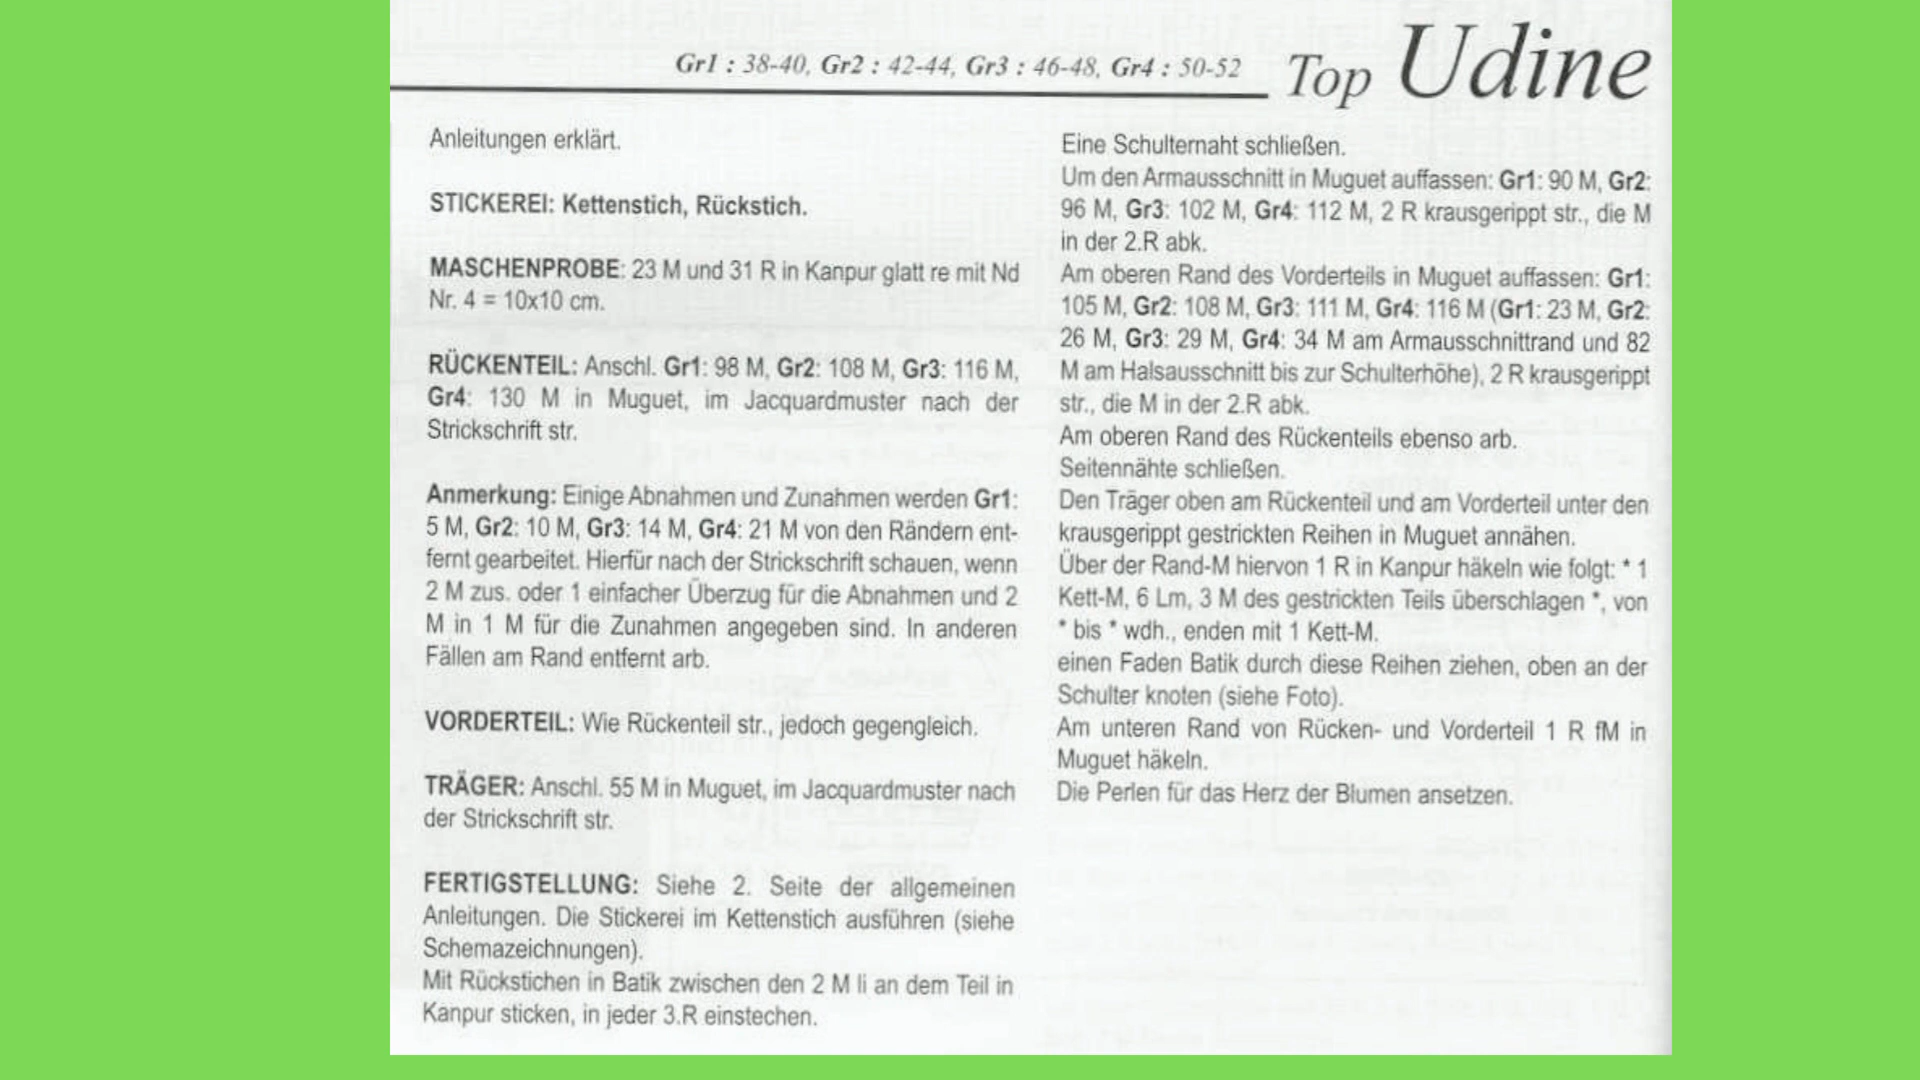 Gr1 : 38-40, Gr2 : 42-44, Gr3 : 46-48, Gr4 : 50-52 Top Udine
Anleitungen erklärt.
STICKEREI: Kettenstich, Rückstich.
MASCHENPROBE: 23 M und 31 R in Kanpur glatt re mit Nd
Nr. 4 = 10x10 cm.
RÜCKENTEIL: Anschl. Gr1: 98 M, Gr2: 108 M, Gr3: 116 M,
Gr4: 130 M in Muguet, im Jacquardmuster nach der
Strickschrift str.
Anmerkung: Einige Abnahmen und Zunahmen werden Gr1:
5 M, Gr2: 10 M, Gr3: 14 M, Gr4: 21 M von den Rändern ent-
fernt gearbeitet. Hierfür nach der Strickschrift schauen, wenn
2 M zus. oder 1 einfacher Überzug für die Abnahmen und 2
M in 1 M für die Zunahmen angegeben sind. In anderen
Fällen am Rand entfernt arb.
VORDERTEIL: Wie Rückenteil str., jedoch gegengleich.
TRÄGER: Anschl. 55 M in Muguet, im Jacquardmuster nach
der Strickschrift str.
FERTIGSTELLUNG: Siehe 2. Seite der allgemeinen
Anleitungen. Die Stickerei im Kettenstich ausführen (siehe
Schemazeichnungen).
Mit Rückstichen in Batik zwischen den 2 M li an dem Teil in
Kanpur sticken, in jeder 3.R einstechen.
Eine Schulternaht schließen.
Um den Armausschnitt in Muguet auffassen: Gr1: 90 M, Gr2:
96 M, Gr3: 102 M, Gr4: 112 M, 2 R krausgerippt str., die M
in der 2.R abk.
Am oberen Rand des Vorderteils in Muguet auffassen: Gr1:
105 M, Gr2: 108 M, Gr3: 111 M, Gr4: 116 M (Gr1: 23 M, Gr2:
26 M, Gr3: 29 M, Gr4: 34 M am Armausschnittrand und 82
M am Halsausschnitt bis zur Schulterhöhe), 2 R krausgerippt
str., die M in der 2.R abk.
Am oberen Rand des Rückenteils ebenso arb.
Seitennähte schließen.
Den Träger oben am Rückenteil und am Vorderteil unter den
krausgerippt gestrickten Reihen in Muguet annähen.
Über der Rand-M hiervon 1 R in Kanpur häkeln wie folgt: * 1
Kett-M, 6 Lm, 3 M des gestrickten Teils überschlagen *, von
* bis * wdh., enden mit 1 Kett-M.
einen Faden Batik durch diese Reihen ziehen, oben an der
Schulter knoten (siehe Foto).
Am unteren Rand von Rücken- und Vorderteil 1 R fM in
Muguet häkeln.
Die Perlen für das Herz der Blumen ansetzen.